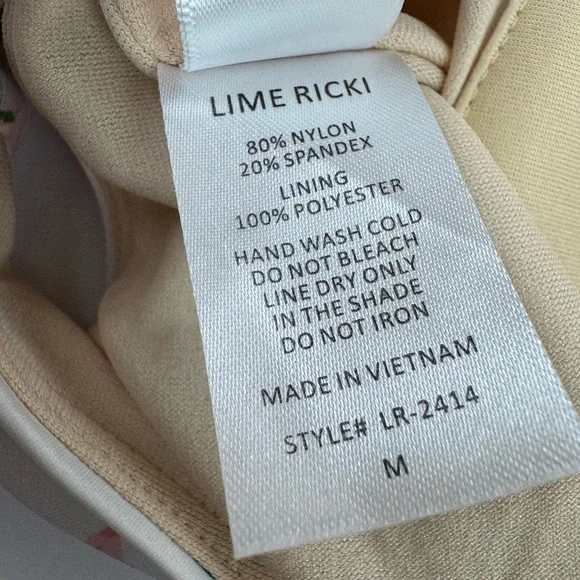 LIME RICKI
80% NYLON
20% SPANDEX
LINING
100% POLYESTER
HAND WASH COLD
DO NOT BLEACH
LINE DRY ONLY
IN THE SHADE
DO NOT IRON
MADE IN VIETNAM
STYLE# LR-2414
M